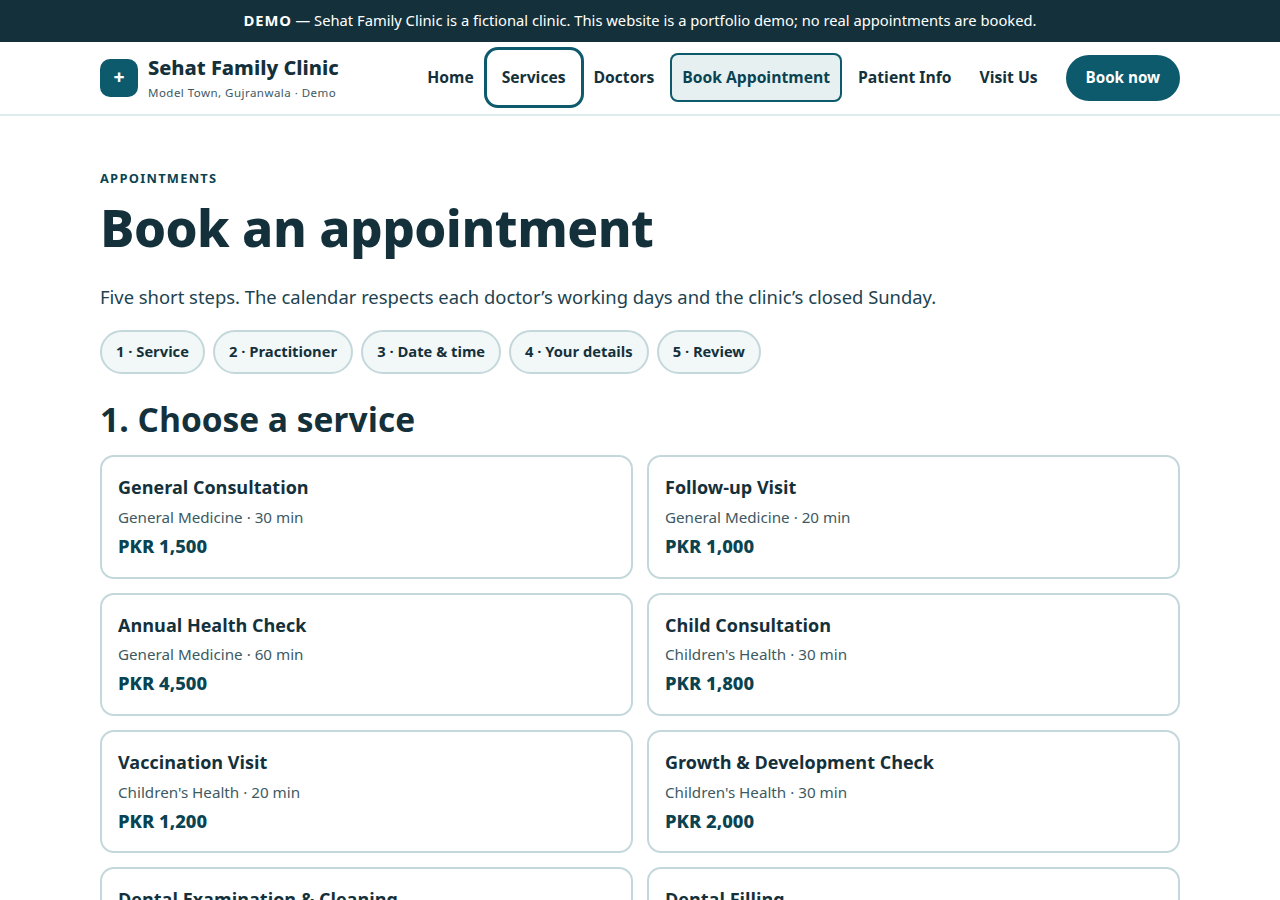 DEMO — Sehat Family Clinic is a fictional clinic. This website is a portfolio demo; no real appointments are booked.
+
Sehat Family Clinic
Model Town, Gujranwala · Demo
Home Services Doctors Book Appointment Patient Info Visit Us Book now
APPOINTMENTS
Book an appointment
Five short steps. The calendar respects each doctor’s working days and the clinic’s closed Sunday.
1 · Service 2 · Practitioner 3 · Date & time 4 · Your details 5 · Review
1. Choose a service
General Consultation
General Medicine · 30 min
PKR 1,500
Follow-up Visit
General Medicine · 20 min
PKR 1,000
Annual Health Check
General Medicine · 60 min
PKR 4,500
Child Consultation
Children's Health · 30 min
PKR 1,800
Vaccination Visit
Children's Health · 20 min
PKR 1,200
Growth & Development Check
Children's Health · 30 min
PKR 2,000
Dental Examination & Cleaning
Dental Filling